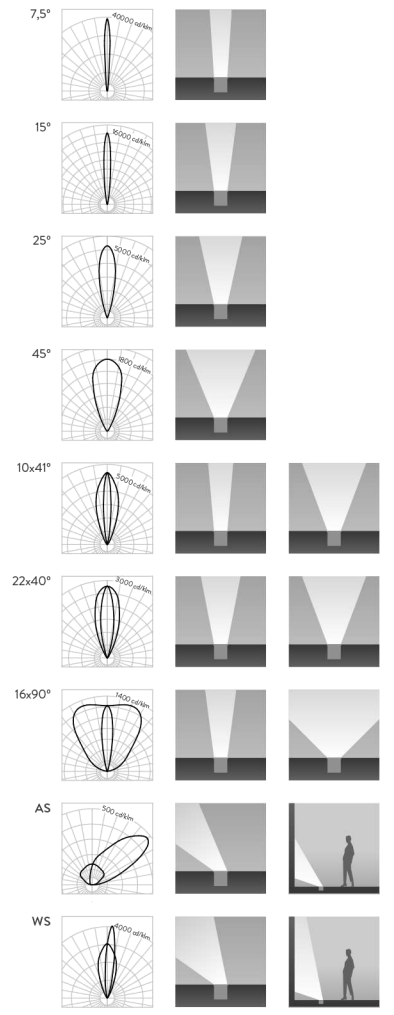 7,5°
40000 cd/klm
15°
16000 cd/klm
25°
5000 cd/klm
45°
1800 cd/klm
10x41°
5000 cd/klm
22x40°
3000 cd/klm
16x90°
1400 cd/klm
AS
500 cd/klm
WS
4000 cd/klm